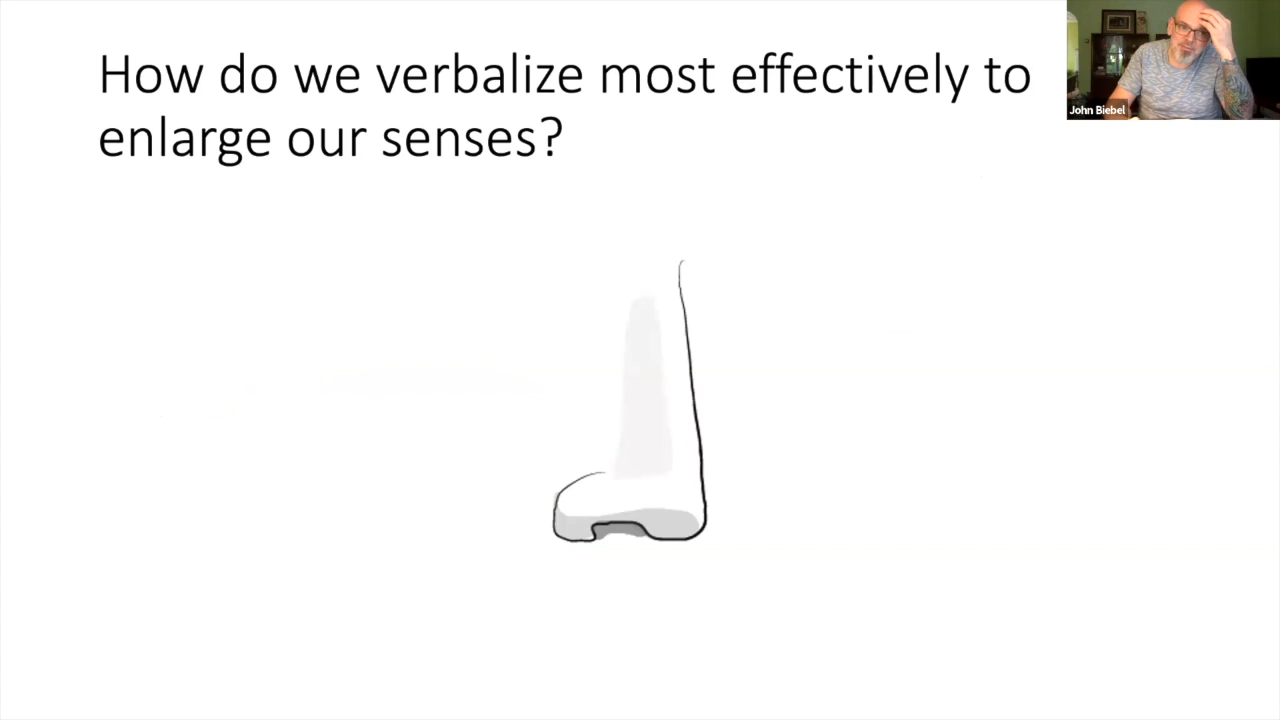 How do we verbalize most effectively to
enlarge our senses?
John Biebel